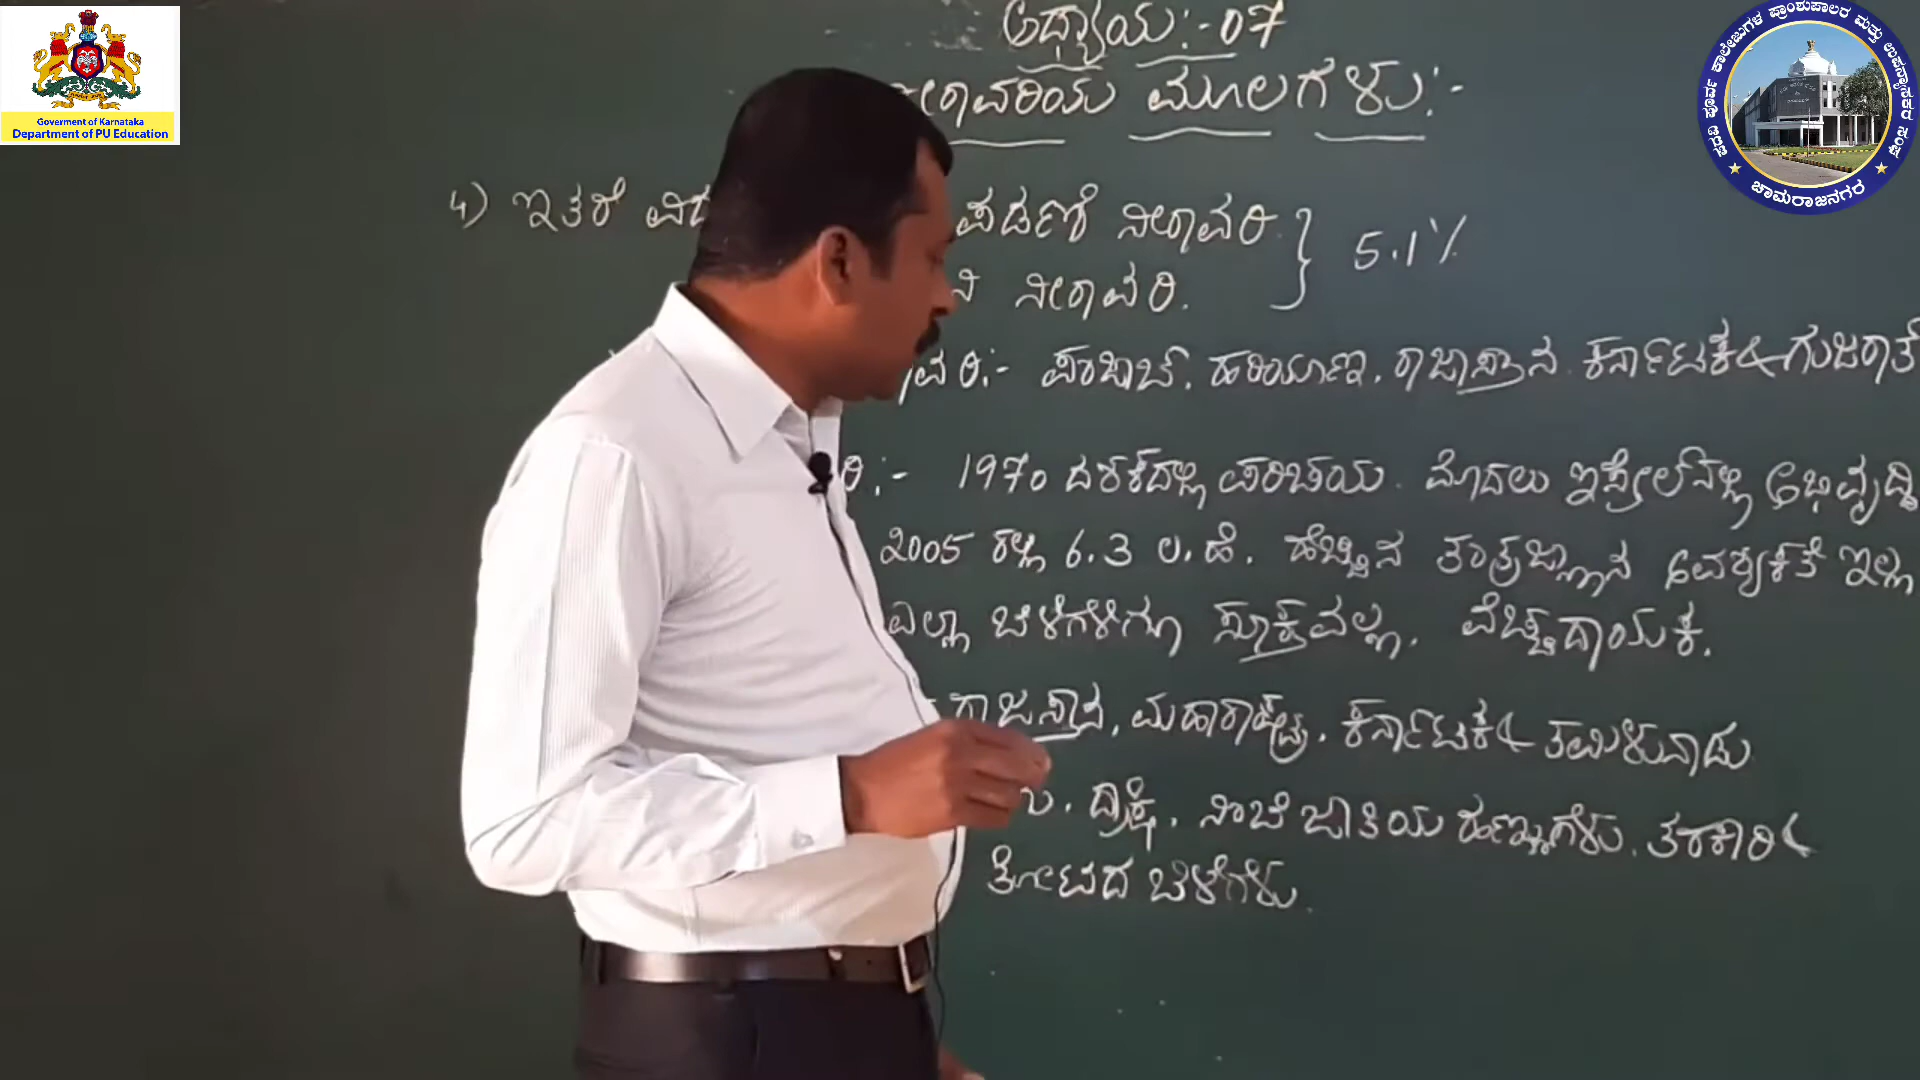 Goverment of Karnataka
Department of PU Education
ಚಾಮರಾಜನಗರ
ಅಧ್ಯಾಯ:-07
ಮೂಲಗಳು:-
4) ಇತರೆ ನೀರಾವರಿ } 5.1%
ನೀರಾವರಿ.
:- ಪಂಜಾಬ್, ಹರಿಯಾಣ, ರಾಜಾಸ್ತಾನ, ಕರ್ನಾಟಕ & ಗುಜರಾತ್
:- 1970 ದಶಕದಲ್ಲಿ ಪರಿಚಯ. ಮೊದಲು ಇಸ್ರೇಲ್‌ನಲ್ಲಿ ಅಭಿವೃದ್ಧಿ
2005 ರಲ್ಲಿ 6.3 ಲ.ಹೆ. ಹೆಚ್ಚಿನ ತಂತ್ರಜ್ಞಾನ ಅವಶ್ಯಕತೆ ಇಲ್ಲ
ಎಲ್ಲಾ ಬೆಳೆಗಳಿಗೂ ಸೂಕ್ತವಲ್ಲ. ವೆಚ್ಚದಾಯಕ.
ರಾಜಸ್ತಾನ, ಮಹಾರಾಷ್ಟ್ರ, ಕರ್ನಾಟಕ & ತಮಿಳುನಾಡು
ದ್ರಾಕ್ಷಿ, ನಿಂಬೆ ಜಾತಿಯ ಹಣ್ಣುಗಳು, ತರಕಾರಿ &
ತೋಟದ ಬೆಳೆಗಳು.